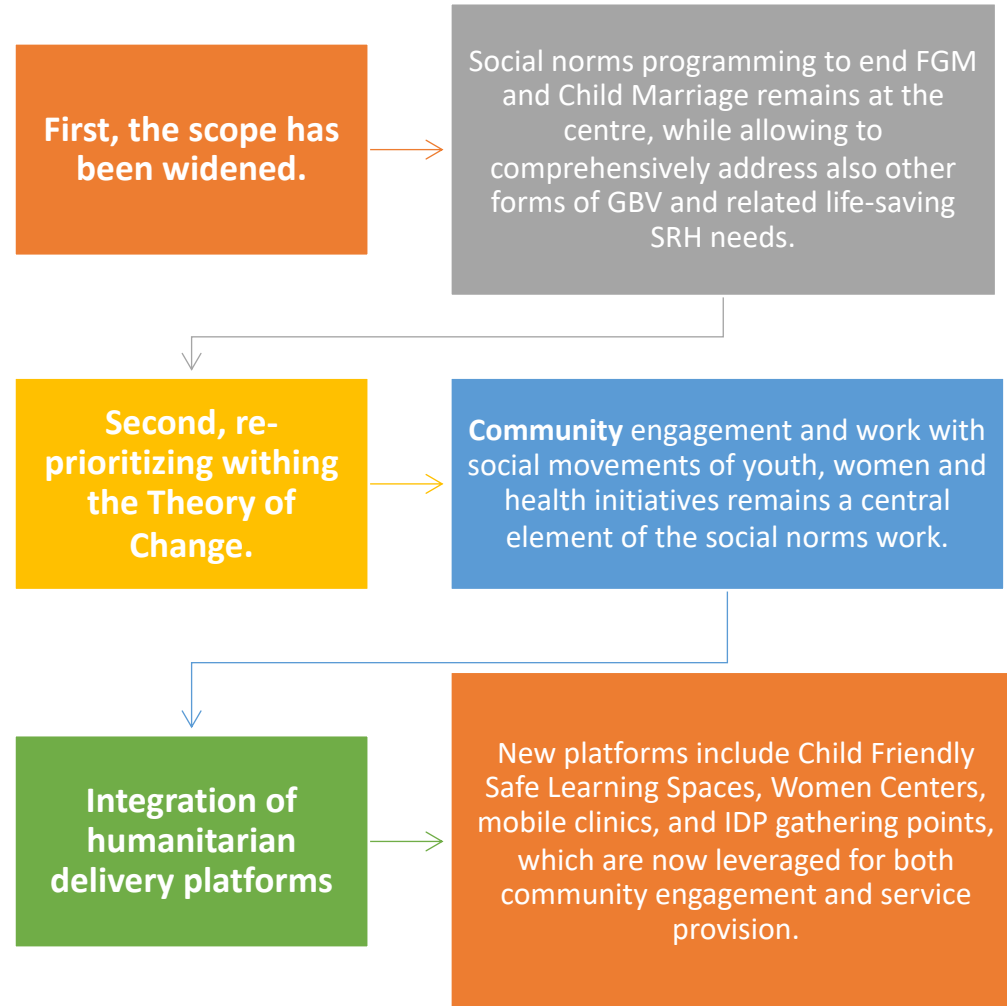 First, the scope has
been widened.
Social norms programming to end FGM
and Child Marriage remains at the
centre, while allowing to
comprehensively address also other
forms of GBV and related life-saving
SRH needs.
Second, re-
prioritizing withing
the Theory of
Change.
Community engagement and work with
social movements of youth, women and
health initiatives remains a central
element of the social norms work.
Integration of
humanitarian
delivery platforms
New platforms include Child Friendly
Safe Learning Spaces, Women Centers,
mobile clinics, and IDP gathering points,
which are now leveraged for both
community engagement and service
provision.